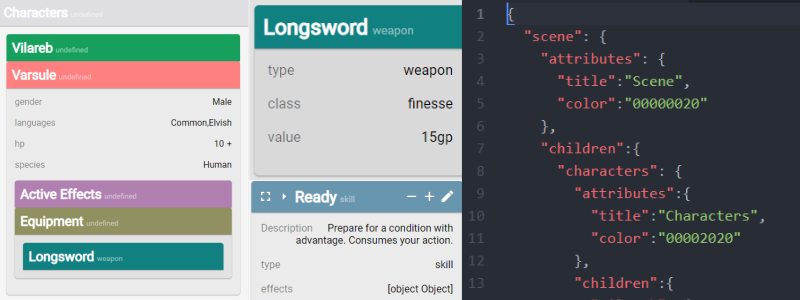 Characters undefined
Vilareb undefined
Varsule undefined
gender Male
languages Common,Elvish
hp 10 +
species Human
Active Effects undefined
Equipment undefined
Longsword weapon
Longsword weapon
type weapon
class finesse
value 15gp
Ready skill
Description Prepare for a condition with
advantage. Consumes your action.
type skill
effects [object Object]
1 {
2 "scene": {
3 "attributes": {
4 "title":"Scene",
5 "color":"00000020"
6 },
7 "children":{
8 "characters": {
9 "attributes":{
10 "title":"Characters",
11 "color":"00002020"
12 },
13 "children":{